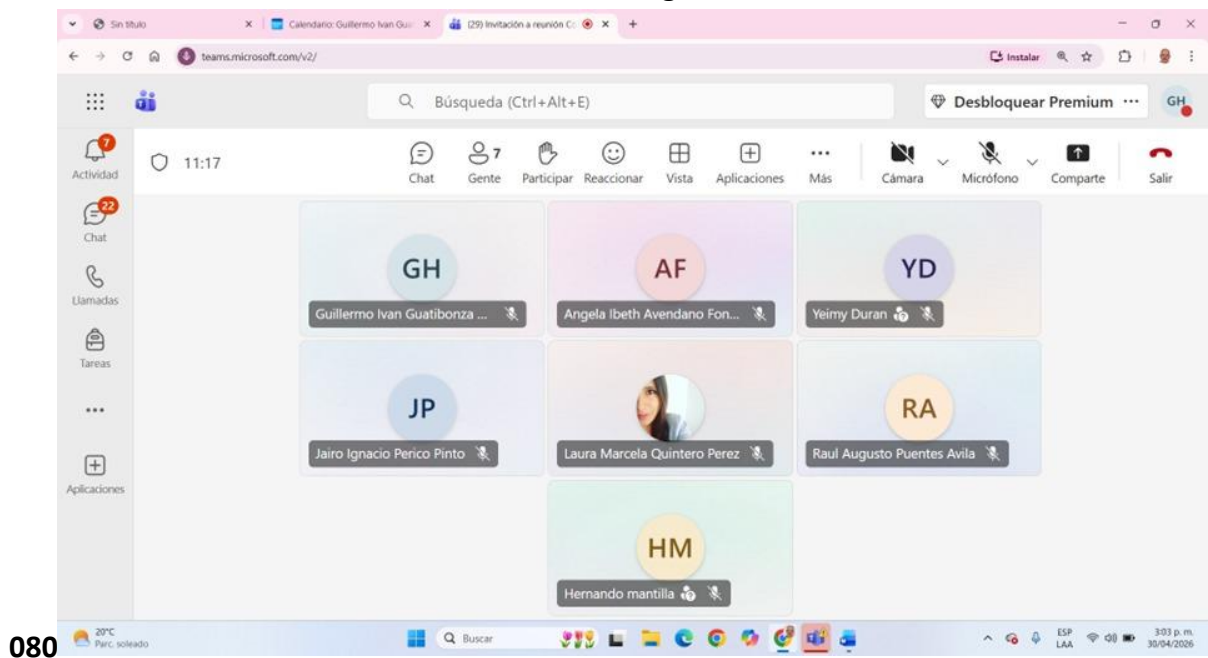 Sin título
Calendario: Guillermo Ivan Gua
(29) Invitación a reunión Co
teams.microsoft.com/v2/
Instalar
Búsqueda (Ctrl+Alt+E)
Desbloquear Premium ...
GH
7
Actividad
11:17
Chat
7
Gente
Participar
Reaccionar
Vista
Aplicaciones
Más
Cámara
Micrófono
Comparte
Salir
22
Chat
Llamadas
Tareas
Aplicaciones
GH
Guillermo Ivan Guatibonza ...
AF
Angela Ibeth Avendano Fon...
YD
Yeimy Duran
JP
Jairo Ignacio Perico Pinto
Laura Marcela Quintero Perez
RA
Raul Augusto Puentes Avila
HM
Hernando mantilla
080
20°C
Parc. soleado
Buscar
ESP
LAA
3:03 p. m.
30/04/2026